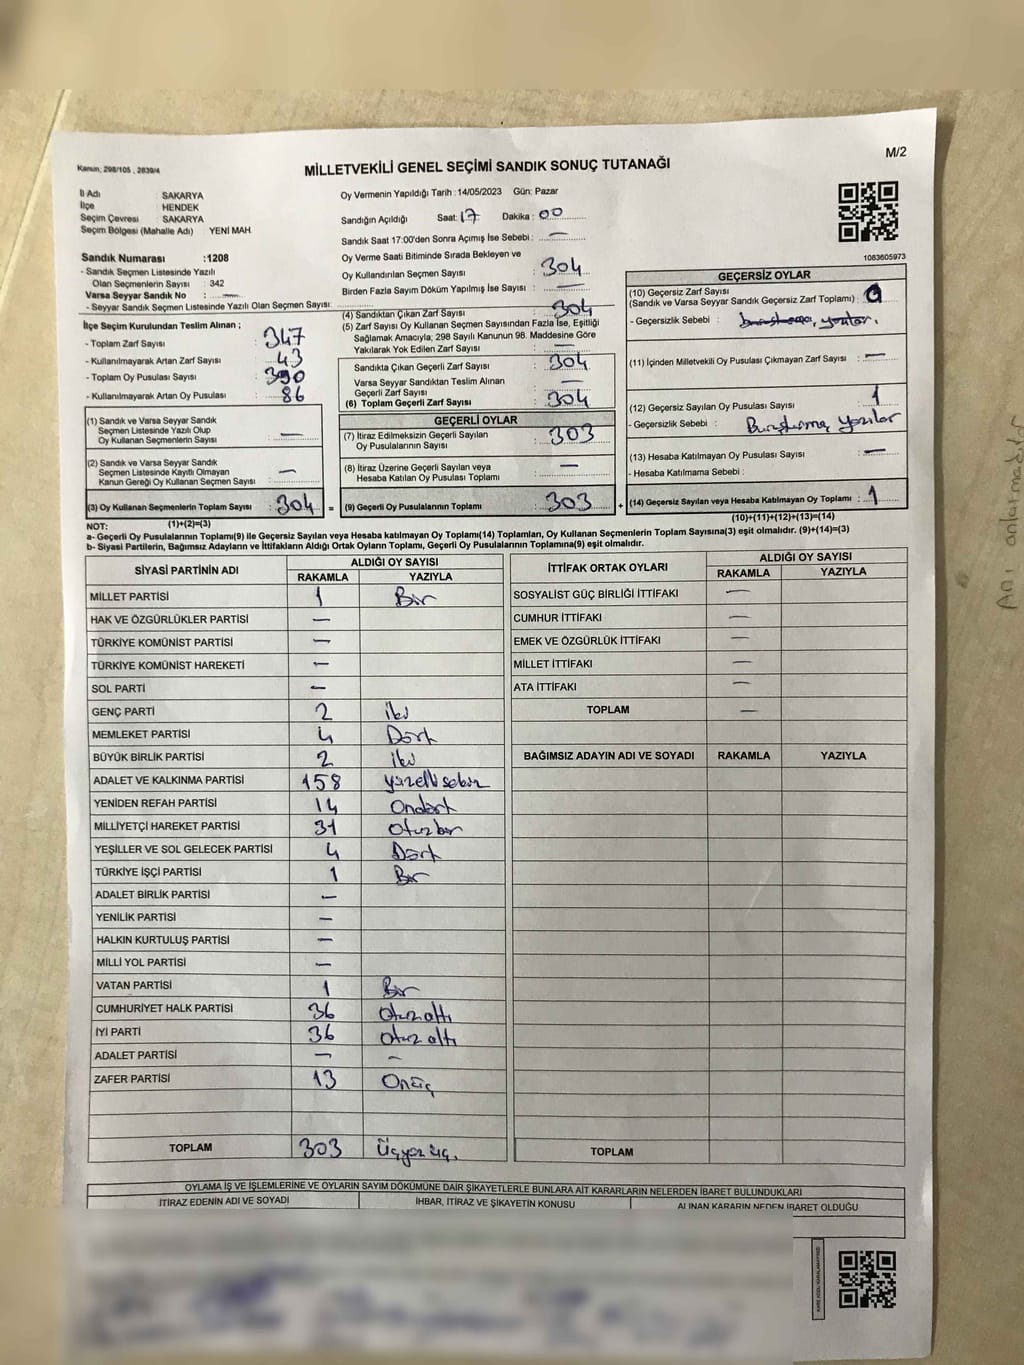 M/2
Kanun, 298/105 , 2839/4
MİLLETVEKİLİ GENEL SEÇİMİ SANDIK SONUÇ TUTANAĞI
İl Adı : SAKARYA
İlçe : HENDEK
Seçim Çevresi : SAKARYA
Seçim Bölgesi (Mahalle Adı) YENİ MAH
Sandık Numarası :1208
- Sandık Seçmen Listesinde Yazılı
Olan Seçmenlerin Sayısı : 342
Varsa Seyyar Sandık No : —
- Seyyar Sandık Seçmen Listesinde Yazılı Olan Seçmen Sayısı:
Oy Vermenin Yapıldığı Tarih : 14/05/2023 Gün: Pazar
Sandığın Açıldığı Saat: 17 Dakika : 00
Sandık Saat 17:00'den Sonra Açımış İse Sebebi : —
Oy Verme Saati Bitiminde Sırada Bekleyen ve
Oy Kullandırılan Seçmen Sayısı : 304
Birden Fazla Sayım Döküm Yapılmış İse Sayısı : —
1083605973
İlçe Seçim Kurulundan Teslim Alınan ;
- Toplam Zarf Sayısı : 347
- Kullanılmayarak Artan Zarf Sayısı : 43
- Toplam Oy Pusulası Sayısı : 390
- Kullanılmayarak Artan Oy Pusulası : 86
(4) Sandıktan Çıkan Zarf Sayısı : 304
(5) Zarf Sayısı Oy Kullanan Seçmen Sayısından Fazla İse, Eşitliği
Sağlamak Amacıyla; 298 Sayılı Kanunun 98. Maddesine Göre
Yakılarak Yok Edilen Zarf Sayısı : —
Sandıkta Çıkan Geçerli Zarf Sayısı : 304
Varsa Seyyar Sandıktan Teslim Alınan
Geçerli Zarf Sayısı : —
(6) Toplam Geçerli Zarf Sayısı : 304
GEÇERSİZ OYLAR
(10) Geçersiz Zarf Sayısı
(Sandık ve Varsa Seyyar Sandık Geçersiz Zarf Toplamı) :
- Geçersizlik Sebebi :
(11) İçinden Milletvekili Oy Pusulası Çıkmayan Zarf Sayısı : —
(12) Geçersiz Sayılan Oy Pusulası Sayısı : 1
- Geçersizlik Sebebi : Buruşturma, yazılar
(13) Hesaba Katılmayan Oy Pusulası Sayısı : —
- Hesaba Katılmama Sebebi :
(14) Geçersiz Sayılan veya Hesaba Katılmayan Oy Toplamı : 1
(10)+(11)+(12)+(13)=(14)
(1) Sandık ve Varsa Seyyar Sandık
Seçmen Listesinde Yazılı Olup
Oy Kullanan Seçmenlerin Sayısı : —
(2) Sandık ve Varsa Seyyar Sandık
Seçmen Listesinde Kayıtlı Olmayan
Kanun Gereği Oy Kullanan Seçmen Sayısı : —
(3) Oy Kullanan Seçmenlerin Toplam Sayısı : 304 =
GEÇERLİ OYLAR
(7) İtiraz Edilmeksizin Geçerli Sayılan
Oy Pusulalarının Toplamı : 303
(8) İtiraz Üzerine Geçerli Sayılan veya
Hesaba Katılan Oy Pusulası Toplamı : —
(9) Geçerli Oy Pusulalarının Toplamı : 303 +
NOT: (1)+(2)=(3)
a- Geçerli Oy Pusulalarının Toplamı(9) ile Geçersiz Sayılan veya Hesaba katılmayan Oy Toplamı(14) Toplamları, Oy Kullanan Seçmenlerin Toplam Sayısına(3) eşit olmalıdır. (9)+(14)=(3)
b- Siyasi Partilerin, Bağımsız Adayların ve İttifakların Aldığı Ortak Oyların Toplamı, Geçerli Oy Pusulalarının Toplamına(9) eşit olmalıdır.
SİYASİ PARTİNİN ADI ALDIĞI OY SAYISI
RAKAMLA YAZIYLA
MİLLET PARTİSİ 1 Bir
HAK VE ÖZGÜRLÜKLER PARTİSİ —
TÜRKİYE KOMÜNİST PARTİSİ —
TÜRKİYE KOMÜNİST HAREKETİ —
SOL PARTİ —
GENÇ PARTİ 2 iki
MEMLEKET PARTİSİ 4 Dört
BÜYÜK BİRLİK PARTİSİ 2 iki
ADALET VE KALKINMA PARTİSİ 158 yüzellisekiz
YENİDEN REFAH PARTİSİ 14 Ondört
MİLLİYETÇİ HAREKET PARTİSİ 31 otuzbir
YEŞİLLER VE SOL GELECEK PARTİSİ 4 Dört
TÜRKİYE İŞÇİ PARTİSİ 1 Bir
ADALET BİRLİK PARTİSİ —
YENİLİK PARTİSİ —
HALKIN KURTULUŞ PARTİSİ —
MİLLİ YOL PARTİSİ —
VATAN PARTİSİ 1 Bir
CUMHURİYET HALK PARTİSİ 36 otuzaltı
İYİ PARTİ 36 otuz altı
ADALET PARTİSİ — —
ZAFER PARTİSİ 13 Onüç
TOPLAM 303 Üçyüzüç.
İTTİFAK ORTAK OYLARI ALDIĞI OY SAYISI
RAKAMLA YAZIYLA
SOSYALİST GÜÇ BİRLİĞİ İTTİFAKI —
CUMHUR İTTİFAKI —
EMEK VE ÖZGÜRLÜK İTTİFAKI —
MİLLET İTTİFAKI —
ATA İTTİFAKI —
TOPLAM —
BAĞIMSIZ ADAYIN ADI VE SOYADI RAKAMLA YAZIYLA
TOPLAM
OYLAMA İŞ VE İŞLEMLERİNE VE OYLARIN SAYIM DÖKÜMÜNE DAİR ŞİKAYETLERLE BUNLARA AİT KARARLARIN NELERDEN İBARET BULUNDUKLARI
İTİRAZ EDENİN ADI VE SOYADI İHBAR, İTİRAZ VE ŞİKAYETİN KONUSU ALINAN KARARIN NEDEN İBARET OLDUĞU